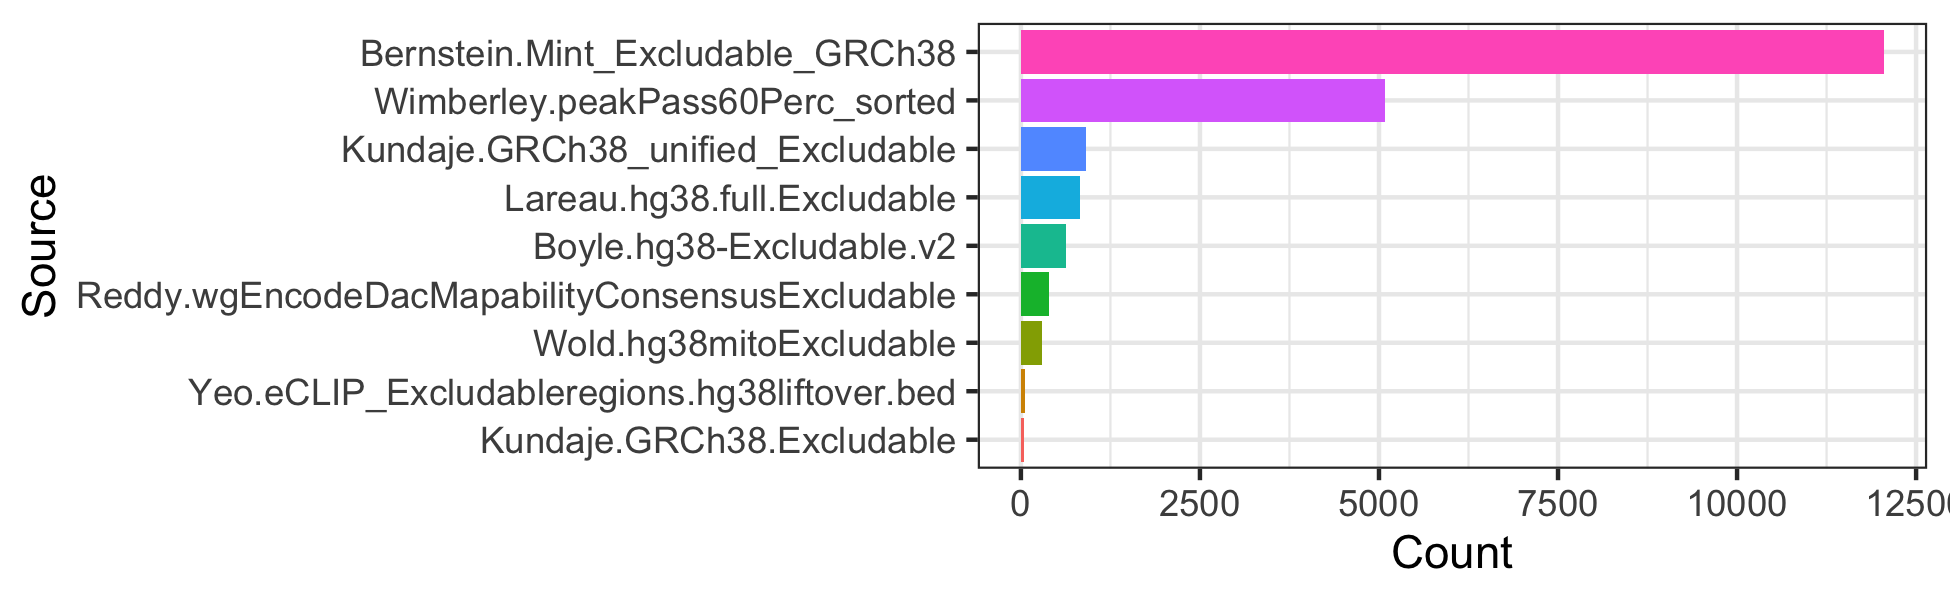 Source
Bernstein.Mint_Excludable_GRCh38
Wimberley.peakPass60Perc_sorted
Kundaje.GRCh38_unified_Excludable
Lareau.hg38.full.Excludable
Boyle.hg38-Excludable.v2
Reddy.wgEncodeDacMapabilityConsensusExcludable
Wold.hg38mitoExcludable
Yeo.eCLIP_Excludableregions.hg38liftover.bed
Kundaje.GRCh38.Excludable
0 2500 5000 7500 10000 12500
Count